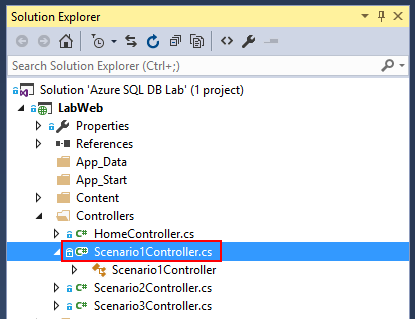 Solution Explorer
Search Solution Explorer (Ctrl+;)
Solution 'Azure SQL DB Lab' (1 project)
LabWeb
Properties
References
App_Data
App_Start
Content
Controllers
C# HomeController.cs
C# Scenario1Controller.cs
Scenario1Controller
C# Scenario2Controller.cs
C# Scenario3Controller.cs